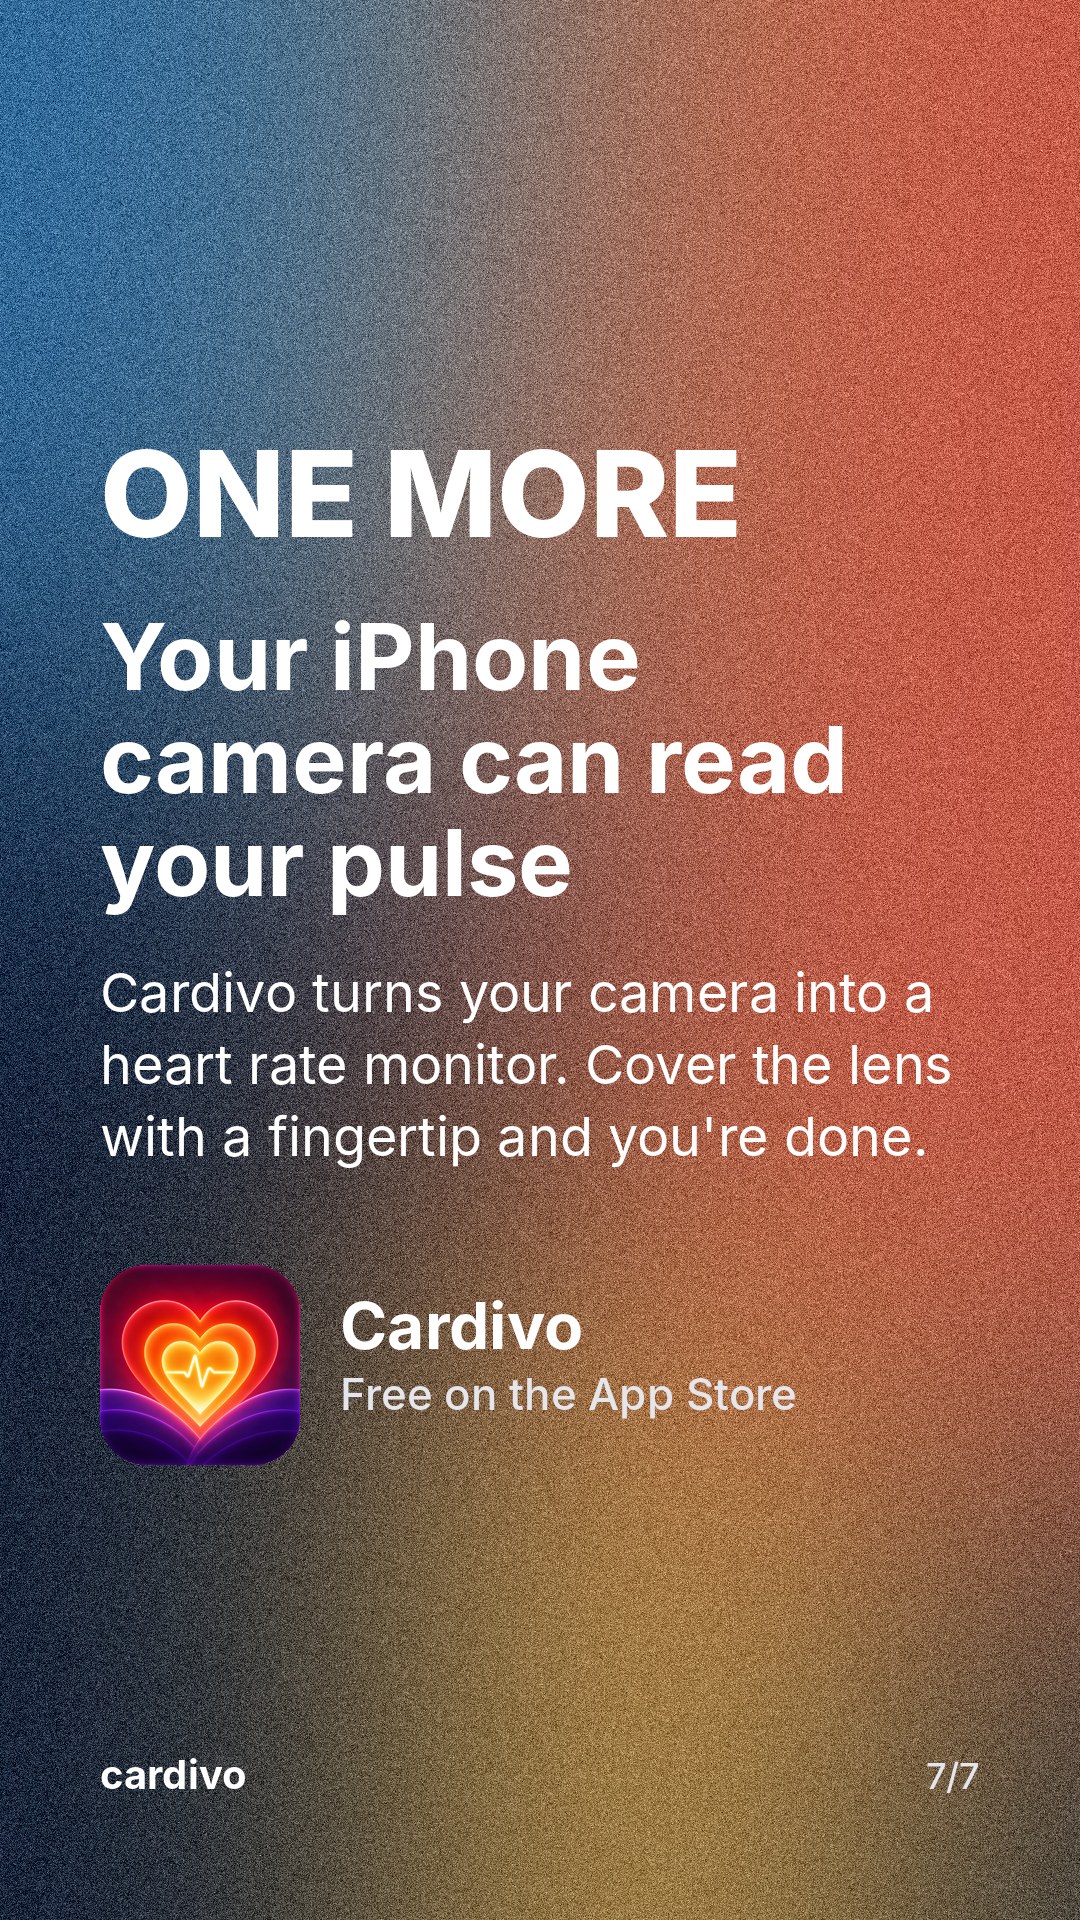 ONE MORE
Your iPhone
camera can read
your pulse
Cardivo turns your camera into a
heart rate monitor. Cover the lens
with a fingertip and you're done.
Cardivo
Free on the App Store
cardivo
7/7